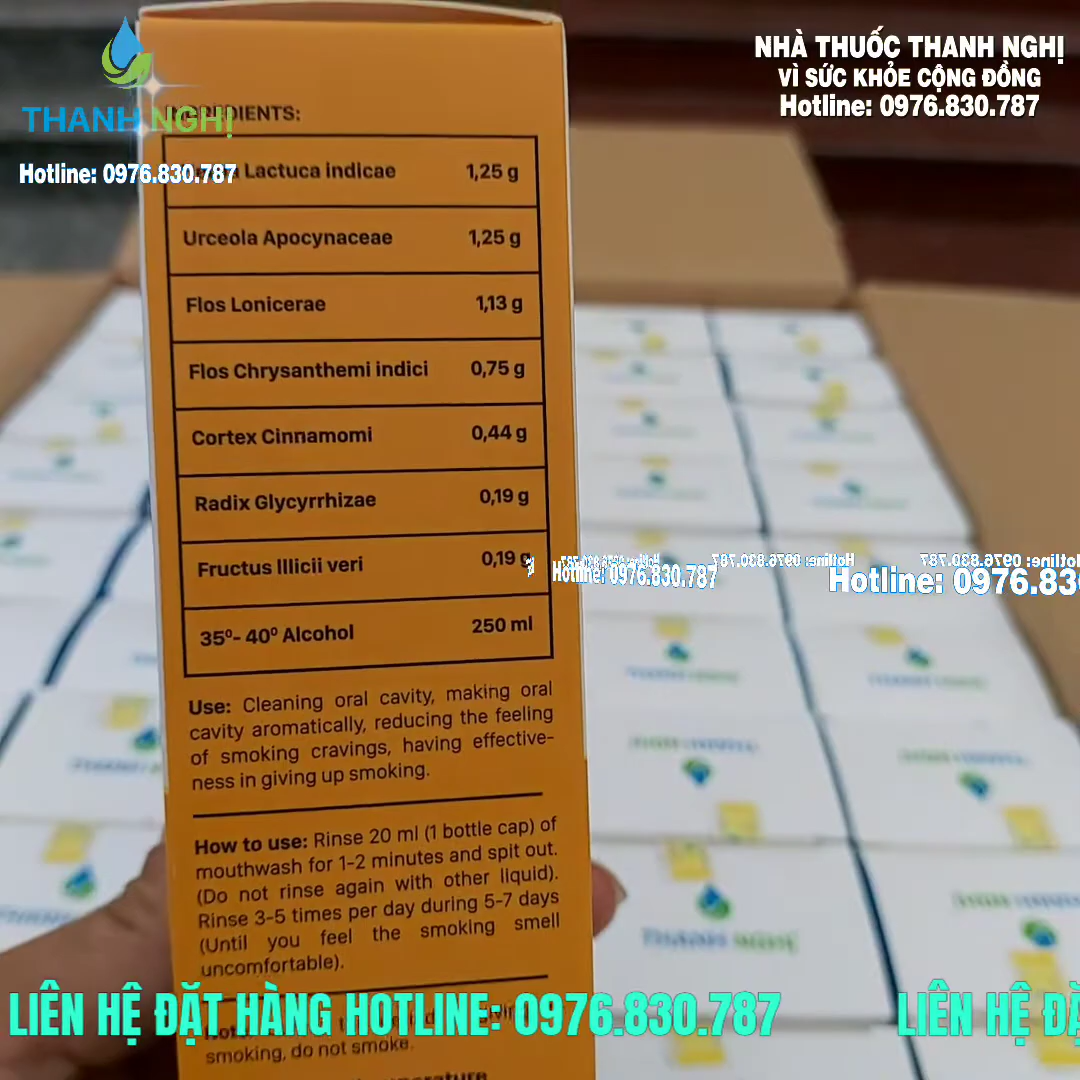 THANH NGHỊ
Hotline: 0976.830.787
NHÀ THUỐC THANH NGHỊ
VÌ SỨC KHỎE CỘNG ĐỒNG
Hotline: 0976.830.787
INGREDIENTS:
Lactuca indicae 1,25 g
Urceola Apocynaceae 1,25 g
Flos Lonicerae 1,13 g
Flos Chrysanthemi indici 0,75 g
Cortex Cinnamomi 0,44 g
Radix Glycyrrhizae 0,19 g
Fructus Illicii veri 0,19 g
35º- 40º Alcohol 250 ml
Hotline: 0976.830.787
Hotline: 0976.83
Use: Cleaning oral cavity, making oral
cavity aromatically, reducing the feeling
of smoking cravings, having effective-
ness in giving up smoking.
How to use: Rinse 20 ml (1 bottle cap) of
mouthwash for 1-2 minutes and spit out.
(Do not rinse again with other liquid).
Rinse 3-5 times per day during 5-7 days
(Until you feel the smoking smell
uncomfortable).
LIÊN HỆ ĐẶT HÀNG HOTLINE: 0976.830.787
LIÊN HỆ
smoking, do not smoke.
THANH NGHỊ